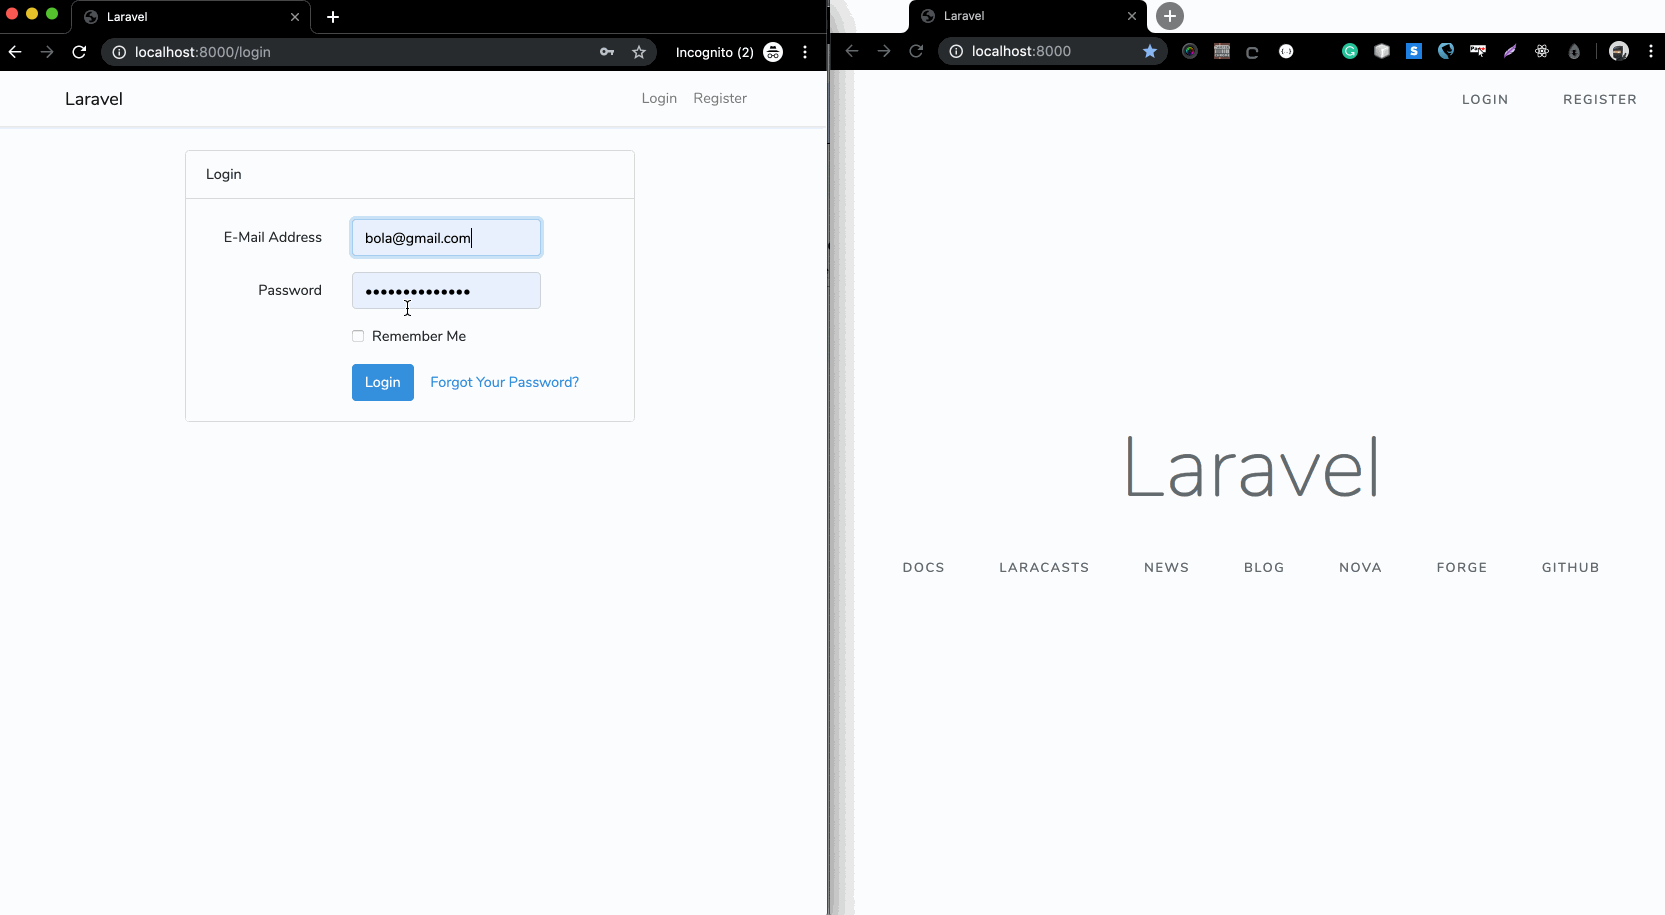 Laravel
localhost:8000/login
Incognito (2)
Laravel
Login
Register
Login
E-Mail Address
bola@gmail.com
Password
Remember Me
Login
Forgot Your Password?
Laravel
localhost:8000
LOGIN
REGISTER
Laravel
DOCS
LARACASTS
NEWS
BLOG
NOVA
FORGE
GITHUB